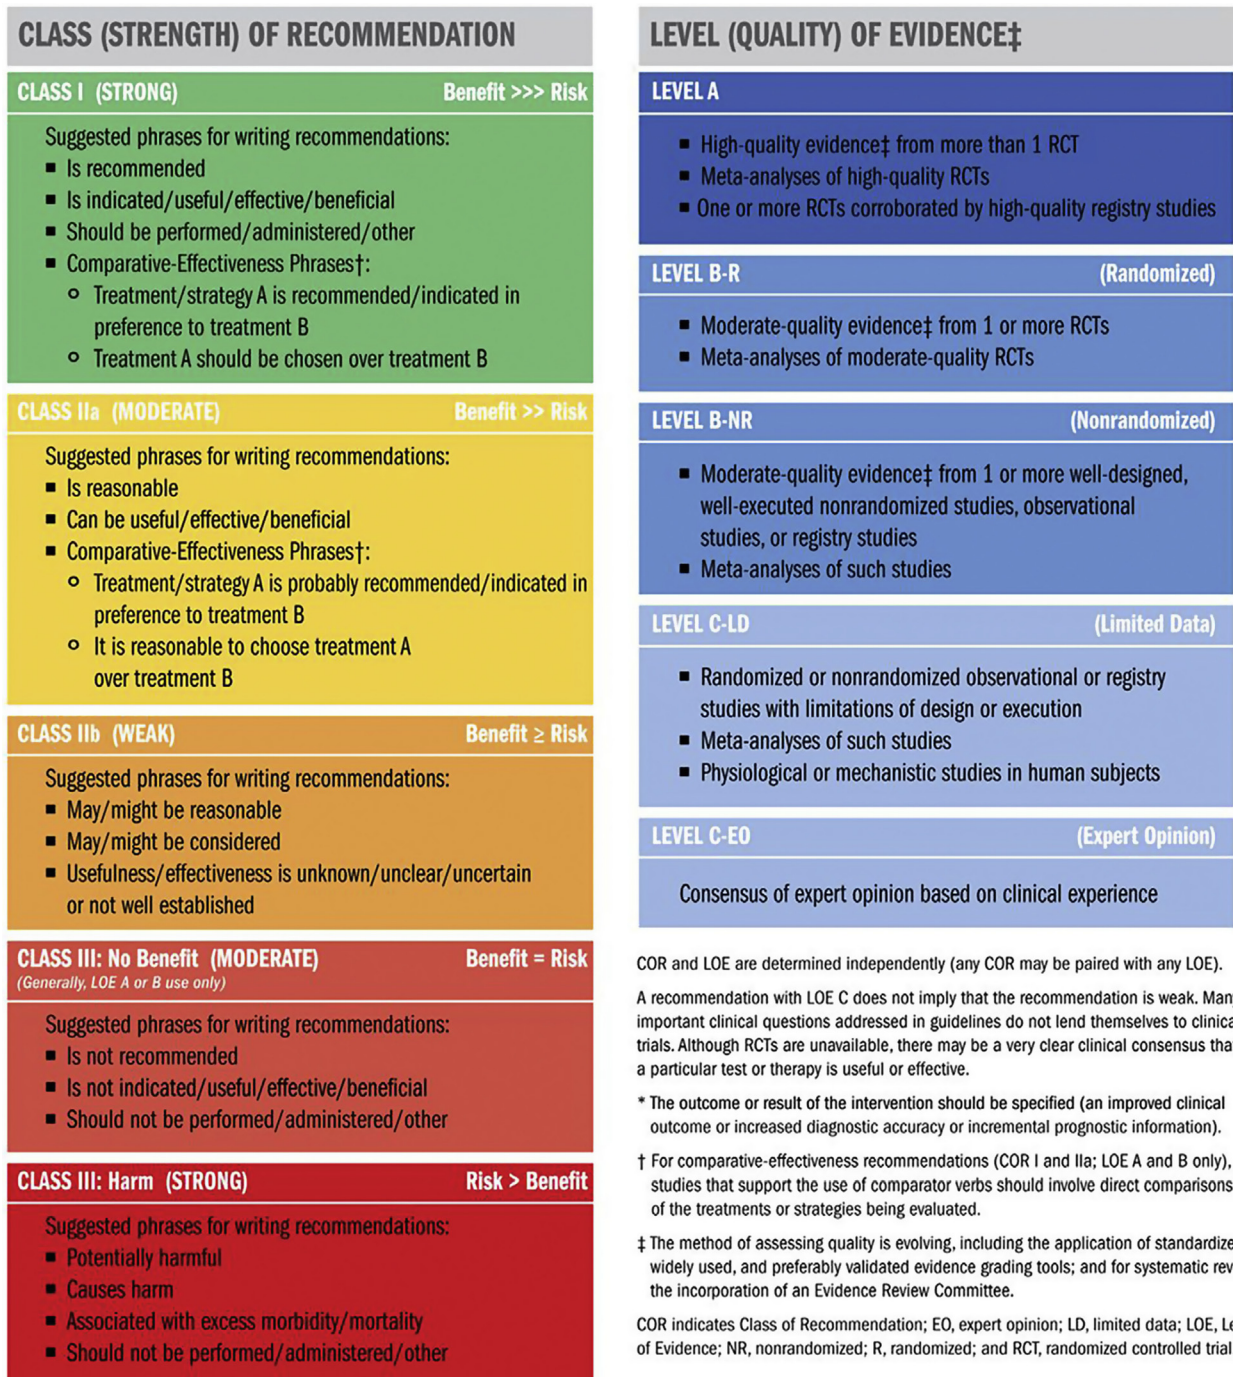 CLASS (STRENGTH) OF RECOMMENDATION
CLASS I (STRONG) Benefit >>> Risk
Suggested phrases for writing recommendations:
■ Is recommended
■ Is indicated/useful/effective/beneficial
■ Should be performed/administered/other
■ Comparative-Effectiveness Phrases†:
○ Treatment/strategy A is recommended/indicated in
preference to treatment B
○ Treatment A should be chosen over treatment B
CLASS IIa (MODERATE) Benefit >> Risk
Suggested phrases for writing recommendations:
■ Is reasonable
■ Can be useful/effective/beneficial
■ Comparative-Effectiveness Phrases†:
○ Treatment/strategy A is probably recommended/indicated in
preference to treatment B
○ It is reasonable to choose treatment A
over treatment B
CLASS IIb (WEAK) Benefit ≥ Risk
Suggested phrases for writing recommendations:
■ May/might be reasonable
■ May/might be considered
■ Usefulness/effectiveness is unknown/unclear/uncertain
or not well established
CLASS III: No Benefit (MODERATE) Benefit = Risk
(Generally, LOE A or B use only)
Suggested phrases for writing recommendations:
■ Is not recommended
■ Is not indicated/useful/effective/beneficial
■ Should not be performed/administered/other
CLASS III: Harm (STRONG) Risk > Benefit
Suggested phrases for writing recommendations:
■ Potentially harmful
■ Causes harm
■ Associated with excess morbidity/mortality
■ Should not be performed/administered/other
LEVEL (QUALITY) OF EVIDENCE‡
LEVEL A
■ High-quality evidence‡ from more than 1 RCT
■ Meta-analyses of high-quality RCTs
■ One or more RCTs corroborated by high-quality registry studies
LEVEL B-R (Randomized)
■ Moderate-quality evidence‡ from 1 or more RCTs
■ Meta-analyses of moderate-quality RCTs
LEVEL B-NR (Nonrandomized)
■ Moderate-quality evidence‡ from 1 or more well-designed,
well-executed nonrandomized studies, observational
studies, or registry studies
■ Meta-analyses of such studies
LEVEL C-LD (Limited Data)
■ Randomized or nonrandomized observational or registry
studies with limitations of design or execution
■ Meta-analyses of such studies
■ Physiological or mechanistic studies in human subjects
LEVEL C-EO (Expert Opinion)
Consensus of expert opinion based on clinical experience
COR and LOE are determined independently (any COR may be paired with any LOE).
A recommendation with LOE C does not imply that the recommendation is weak. Many
important clinical questions addressed in guidelines do not lend themselves to clinica
trials. Although RCTs are unavailable, there may be a very clear clinical consensus tha
a particular test or therapy is useful or effective.
* The outcome or result of the intervention should be specified (an improved clinical
outcome or increased diagnostic accuracy or incremental prognostic information).
† For comparative-effectiveness recommendations (COR I and IIa; LOE A and B only),
studies that support the use of comparator verbs should involve direct comparisons
of the treatments or strategies being evaluated.
‡ The method of assessing quality is evolving, including the application of standardize
widely used, and preferably validated evidence grading tools; and for systematic rev
the incorporation of an Evidence Review Committee.
COR indicates Class of Recommendation; EO, expert opinion; LD, limited data; LOE, Le
of Evidence; NR, nonrandomized; R, randomized; and RCT, randomized controlled trial